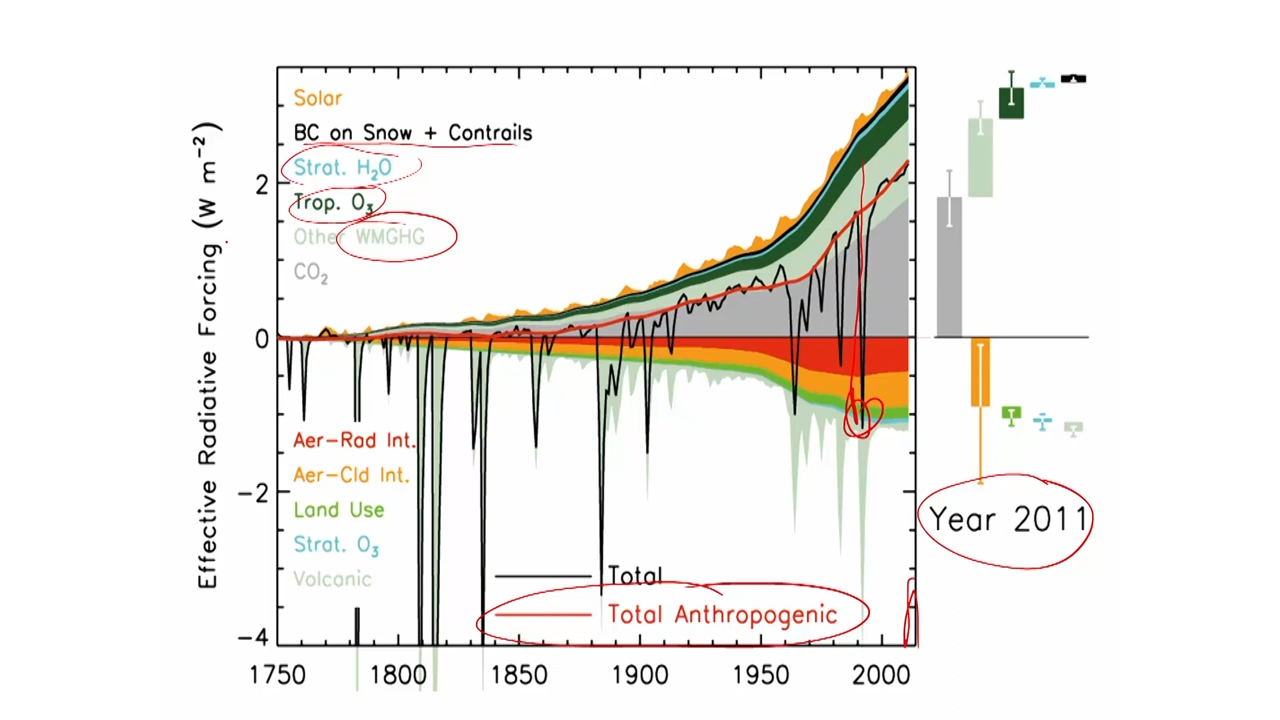 Effective Radiative Forcing (W m⁻²)
2
0
−2
−4
Solar
BC on Snow + Contrails
Strat. H₂O
Trop. O₃
Other WMGHG
CO₂
Aer−Rad Int.
Aer−Cld Int.
Land Use
Strat. O₃
Volcanic
Total
Total Anthropogenic
Year 2011
1750 1800 1850 1900 1950 2000